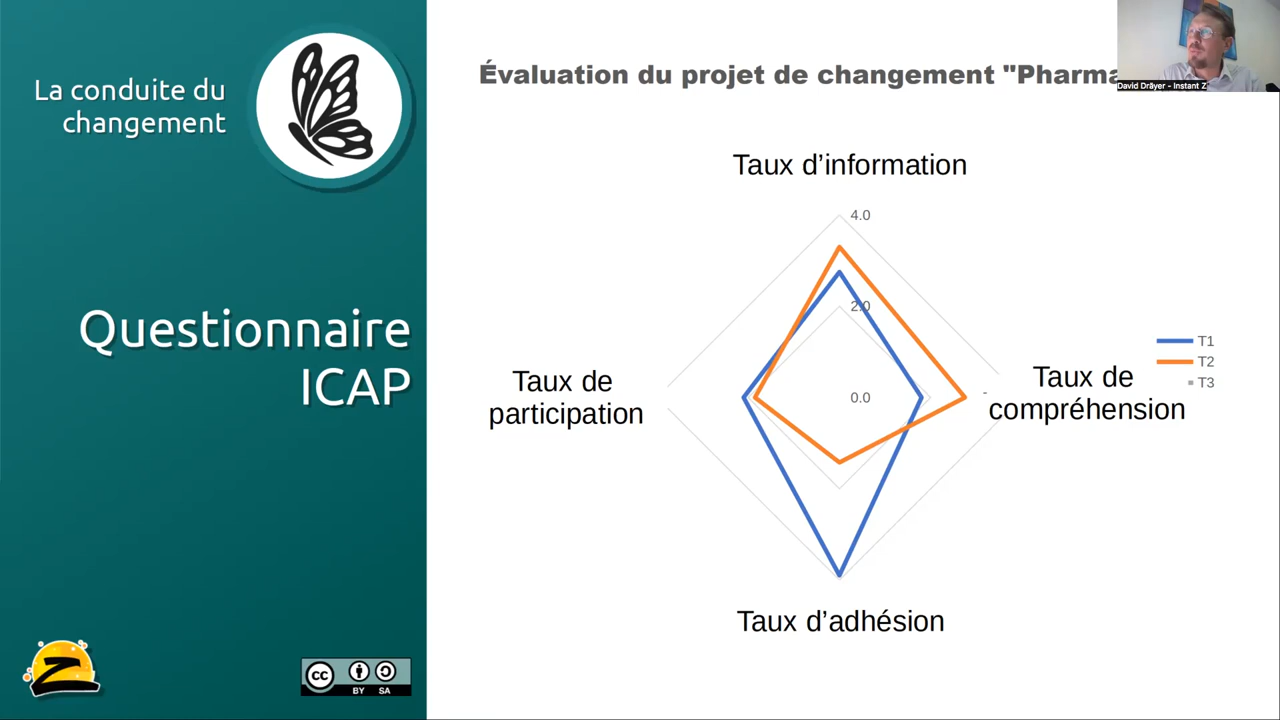 La conduite du
changement
Questionnaire
ICAP
Z
cc
BY SA
Évaluation du projet de changement "Pharma
David Dräyer - Instant Z
Taux d’information
4.0
2.0
0.0
Taux de
participation
Taux de
compréhension
T1
T2
T3
Taux d’adhésion